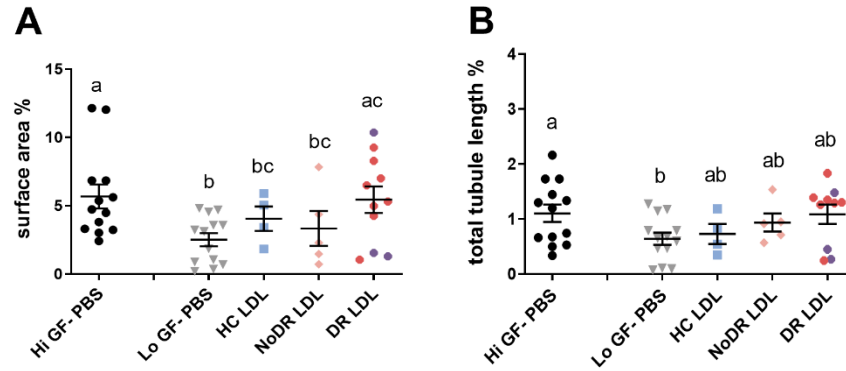 A
surface area %
15
10
5
0
a
b
bc
bc
ac
Hi GF- PBS
Lo GF- PBS
HC LDL
NoDR LDL
DR LDL
B
total tubule length %
4
3
2
1
0
a
b
ab
ab
ab
Hi GF- PBS
Lo GF- PBS
HC LDL
NoDR LDL
DR LDL